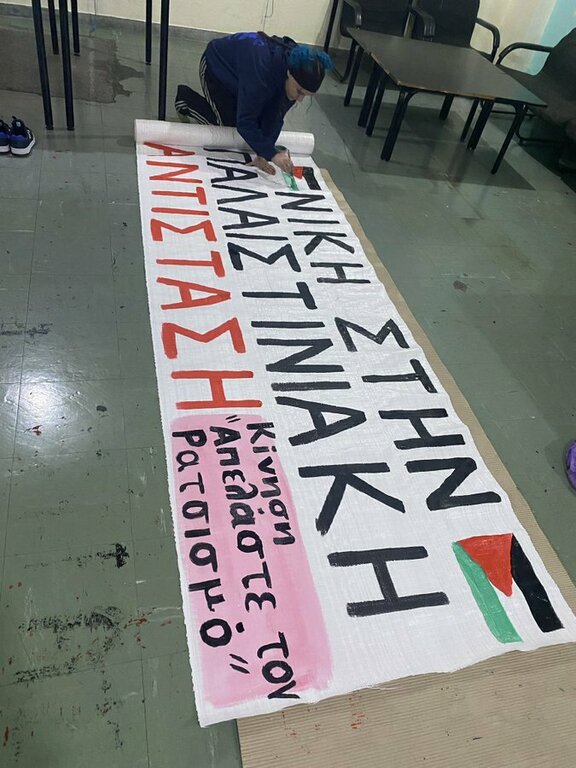 ΝΙΚΗ ΣΤΗΝ
ΠΑΛΑΙΣΤΙΝΙΑΚΗ
ΑΝΤΙΣΤΑΣΗ
Κίνηση
"Απελάστε τον
ρατσισμό"